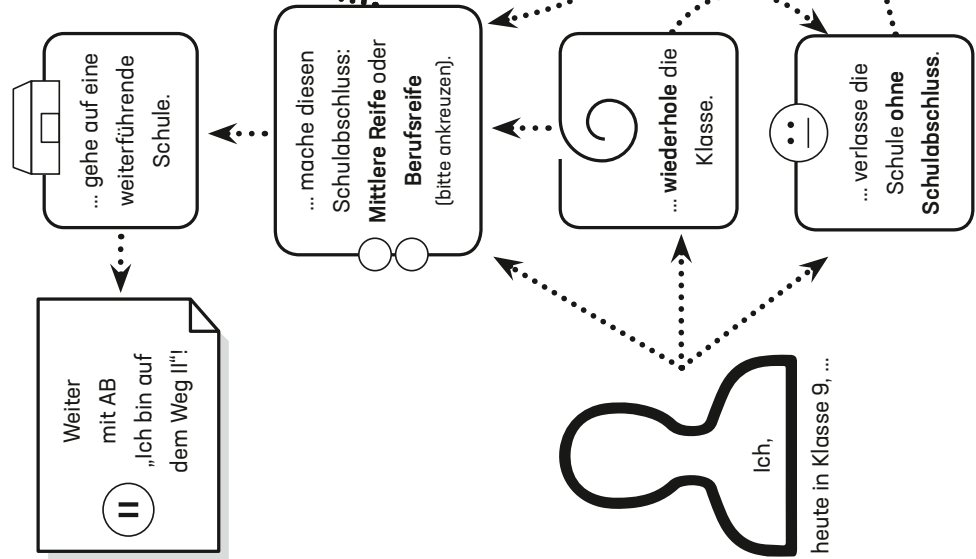 Ich,
heute in Klasse 9, ...
... mache diesen
Schulabschluss:
Mittlere Reife oder
Berufsreife
(bitte ankreuzen).
... wiederhole die
Klasse.
... verlasse die
Schule ohne
Schulabschluss.
... gehe auf eine
weiterführende
Schule.
Weiter
mit AB
„Ich bin auf
dem Weg II“!
II